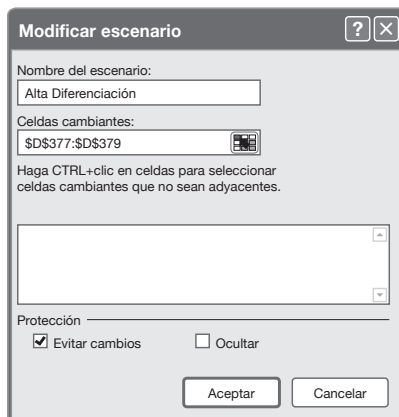 Modificar escenario
Nombre del escenario:
Alta Diferenciación
Celdas cambiantes:
$D$377:$D$379
Haga CTRL+clic en celdas para seleccionar
celdas cambiantes que no sean adyacentes.
Protección
Evitar cambios
Ocultar
Aceptar
Cancelar